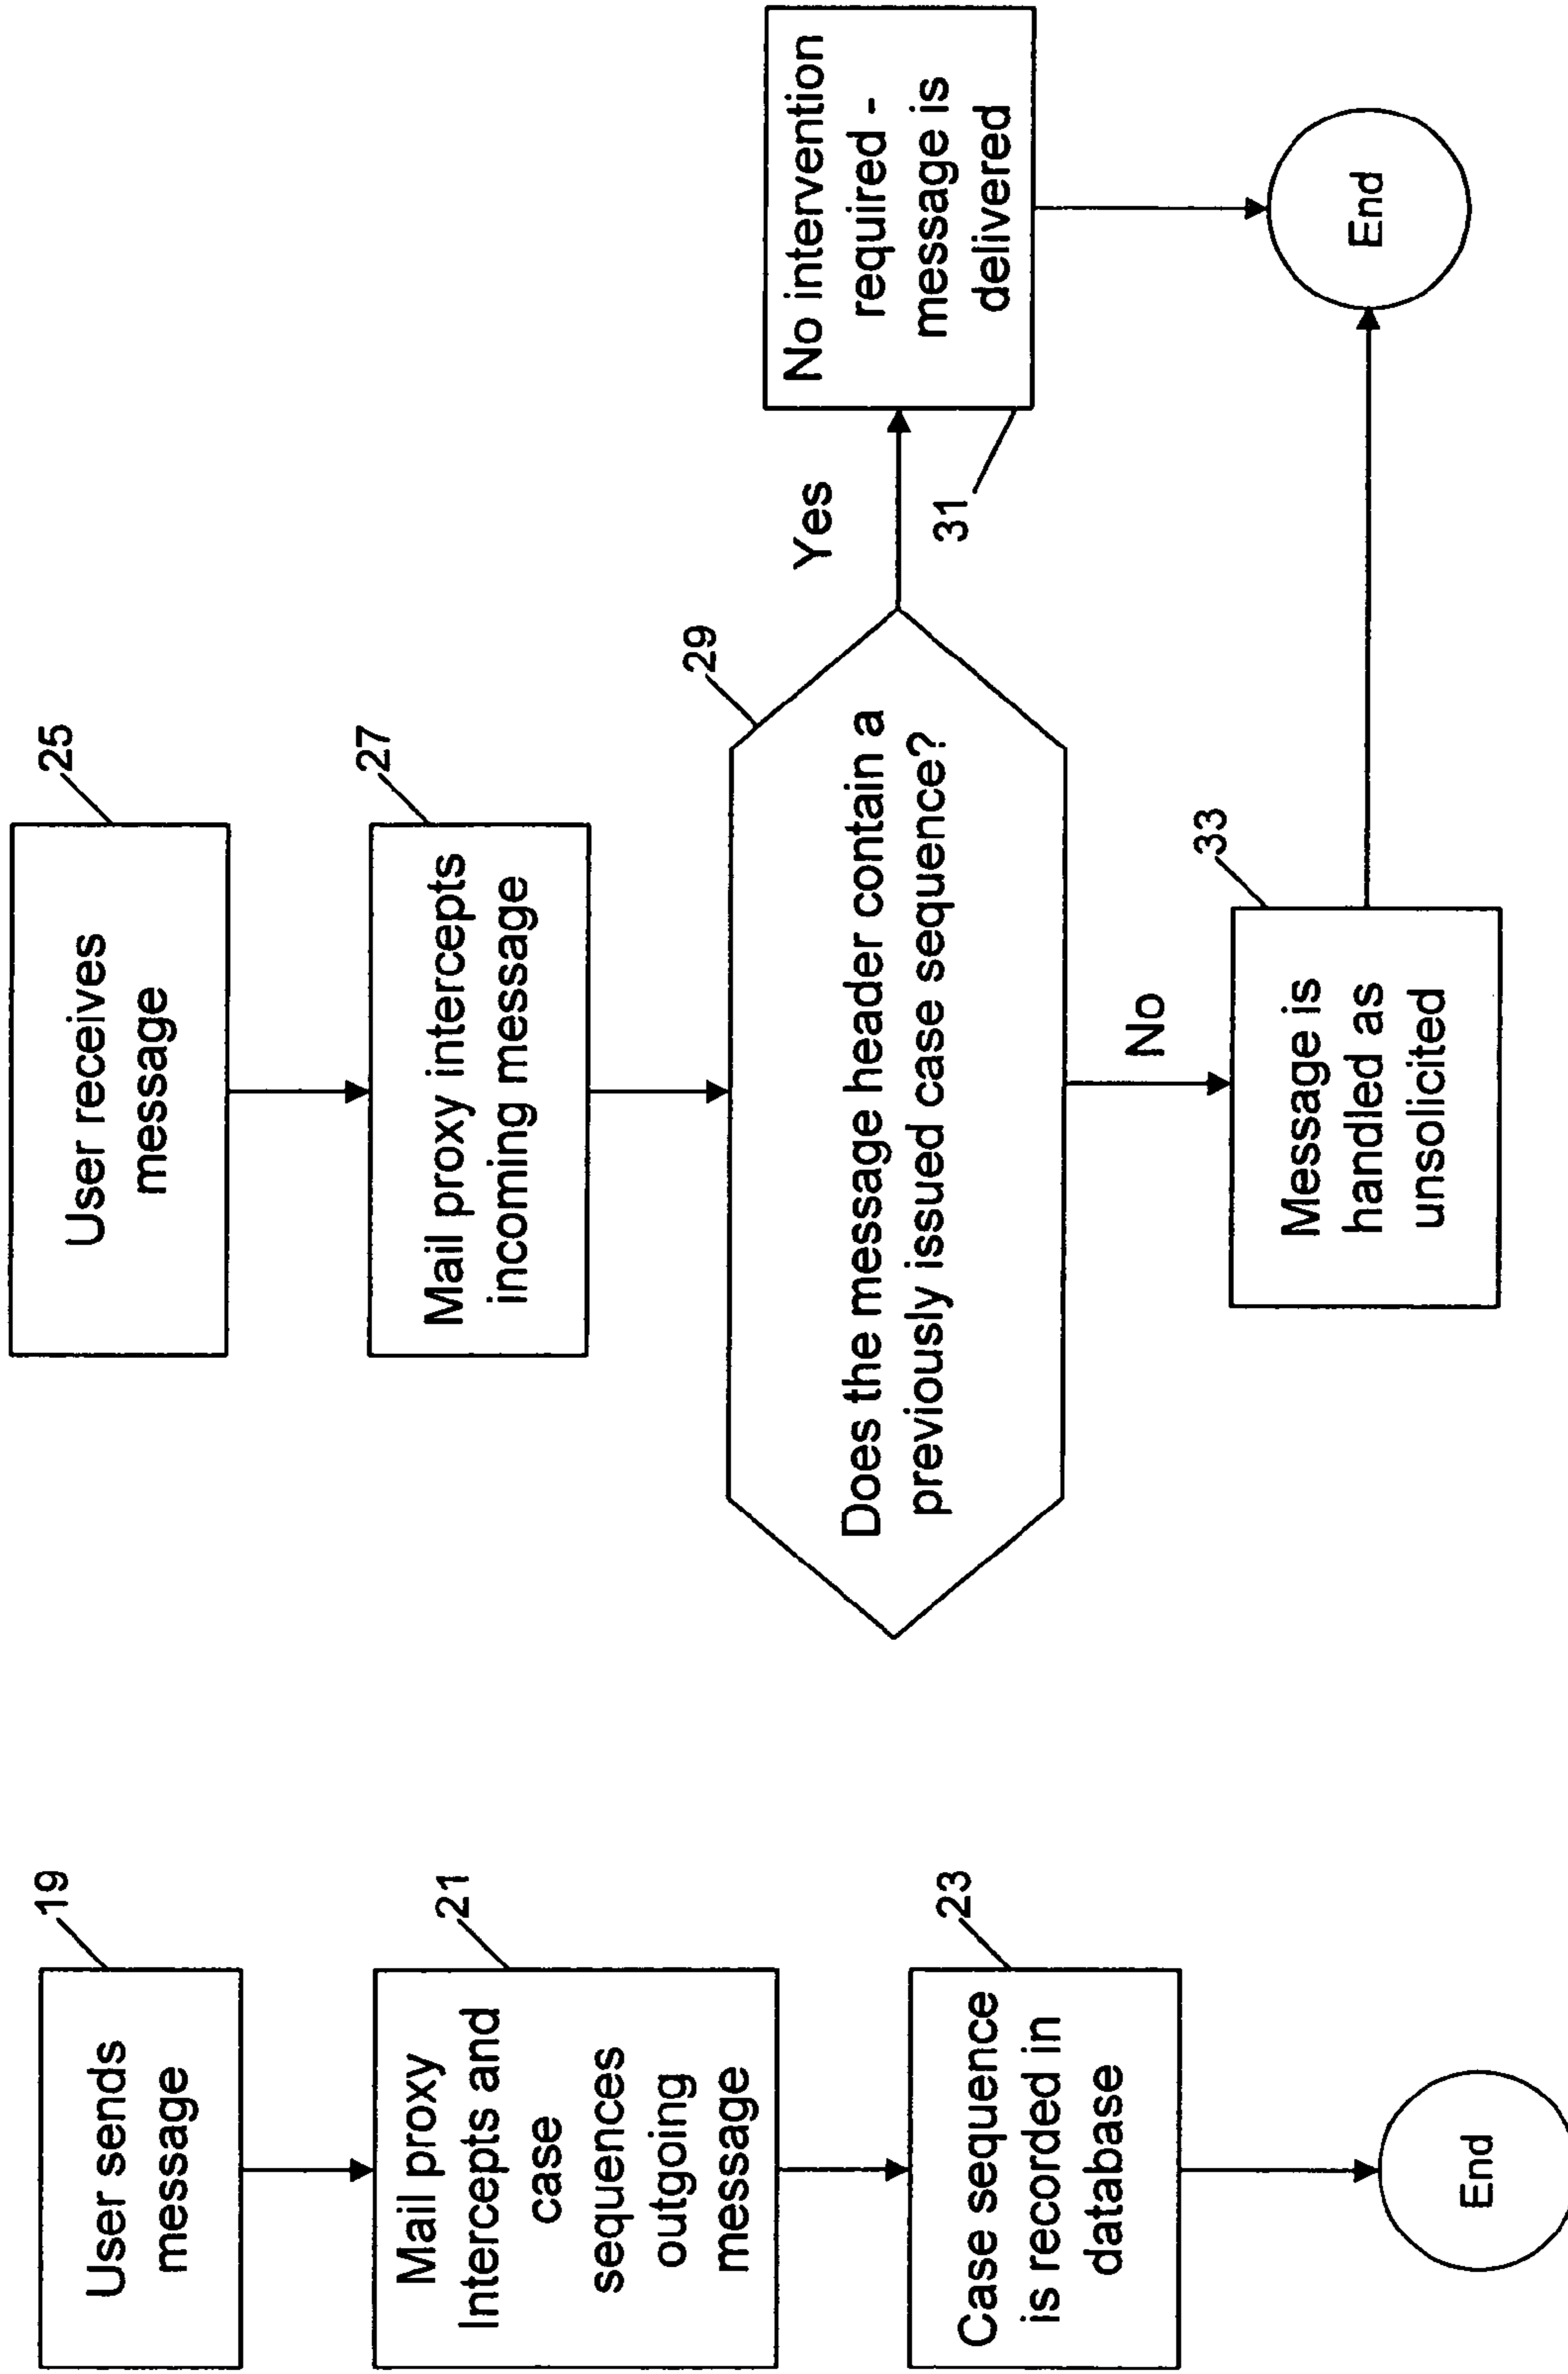 19
User sends
message
21
Mail proxy
Intercepts and
case
sequences
outgoing
message
23
Case sequence
is recorded in
database
End
25
User receives
message
27
Mail proxy intercepts
incoming message
29
Does the message header contain a
previously issued case sequence?
Yes
31
No intervention
required -
message is
delivered
No
33
Message is
handled as
unsolicited
End